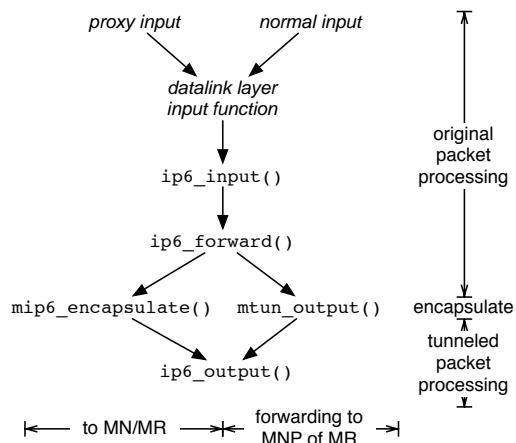 proxy input
normal input
datalink layer
input function
original
packet
processing
ip6_input()
ip6_forward()
mip6_encapsulate()
mtun_output()
encapsulate
tunneled
packet
processing
ip6_output()
to MN/MR
forwarding to
MNP of MR